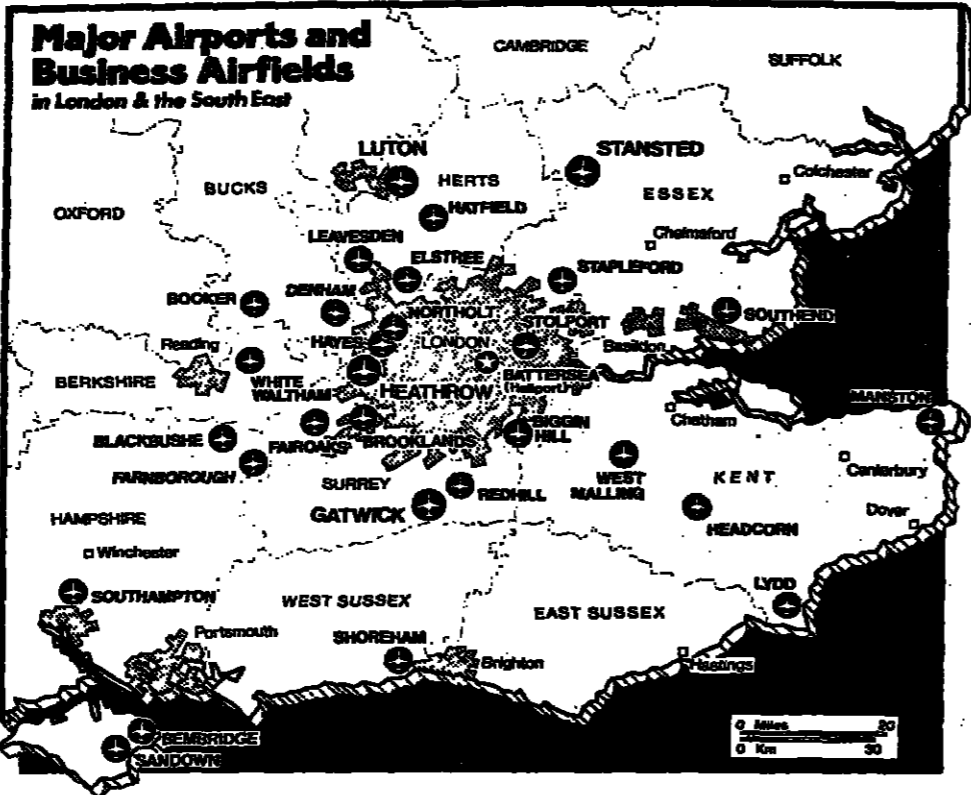 Major Airports and
Business Airfields
in London & the South East
CAMBRIDGE
SUFFOLK
LUTON
STANSTED
Colchester
BUCKS
HERTS
ESSEX
OXFORD
HATFIELD
LEAVESDEN
Chelmsford
ELSTREE
STAPLEFORD
BOOKER
DENHAM
NORTHOLT
STOLPORT
SOUTHEND
Reading
HAYES
LONDON
Basildon
BERKSHIRE
WHITE
WALTHAM
HEATHROW
BATTERSEA
(Heliport)
MANSTON
Chatham
BLACKBUSHE
FAIROAKS
BROOKLANDS
BIGGIN
HILL
Canterbury
FARNBOROUGH
SURREY
REDHILL
WEST
MALLING
KENT
GATWICK
HEADCORN
Dover
HAMPSHIRE
Winchester
LYDD
SOUTHAMPTON
WEST SUSSEX
EAST SUSSEX
Portsmouth
SHOREHAM
Brighton
Hastings
BEMBRIDGE
SANDOWN
0 Miles 20
0 Km 30